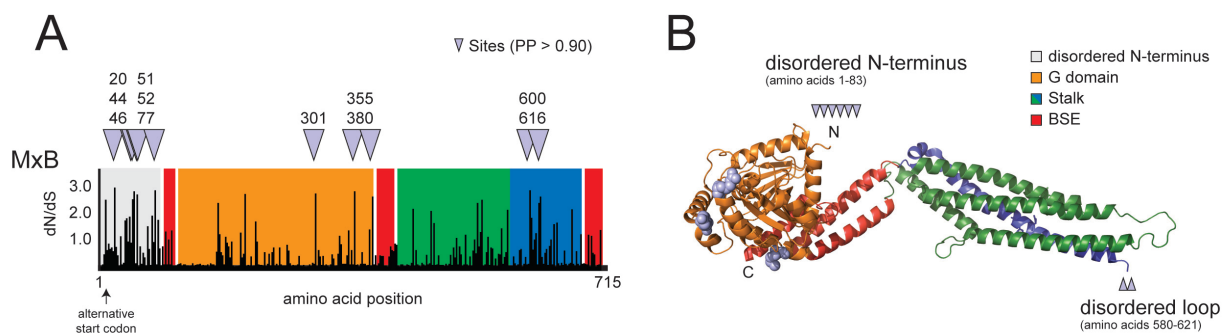 A
Sites (PP > 0.90)
20 51
44 52 355 600
46 77 301 380 616
MxB
dN/dS
3.0
2.0
1.0
1 715
amino acid position
alternative
start codon
B
disordered N-terminus
(amino acids 1-83)
N
C
disordered N-terminus
G domain
Stalk
BSE
disordered loop
(amino acids 580-621)